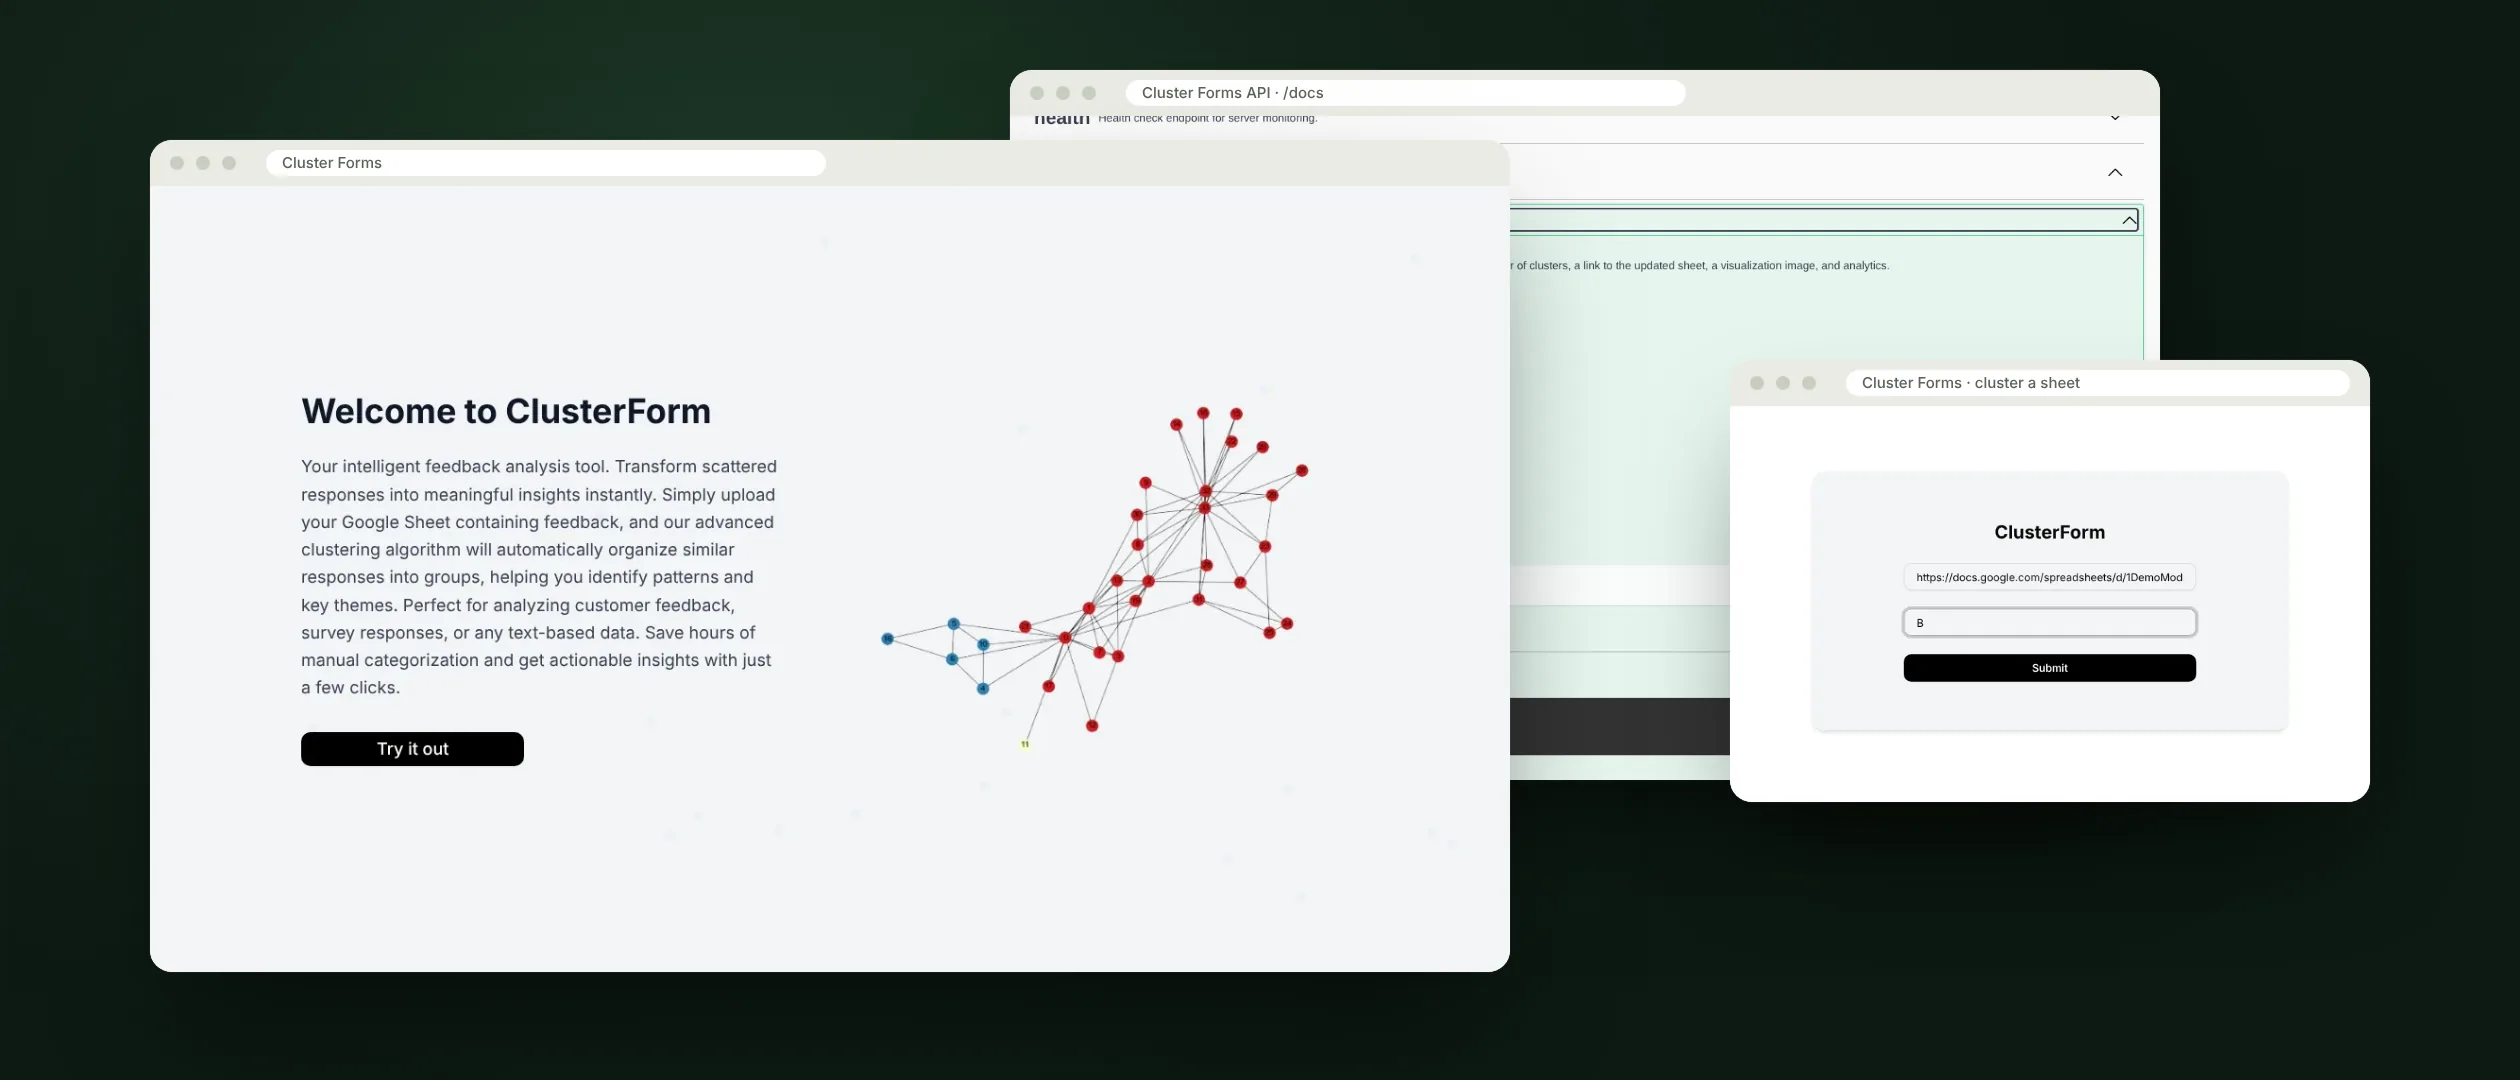 Cluster Forms API · /docs
health Health check endpoint for server monitoring.
Cluster Forms
of clusters, a link to the updated sheet, a visualization image, and analytics.
Welcome to ClusterForm
Your intelligent feedback analysis tool. Transform scattered
responses into meaningful insights instantly. Simply upload
your Google Sheet containing feedback, and our advanced
clustering algorithm will automatically organize similar
responses into groups, helping you identify patterns and
key themes. Perfect for analyzing customer feedback,
survey responses, or any text-based data. Save hours of
manual categorization and get actionable insights with just
a few clicks.
Try it out
11
Cluster Forms · cluster a sheet
ClusterForm
https://docs.google.com/spreadsheets/d/1DemoMod
B
Submit